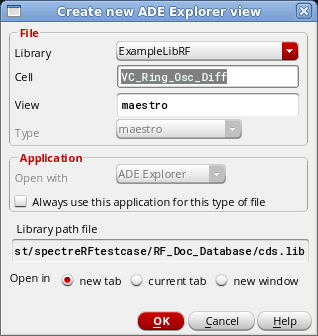 Create new ADE Explorer view
File
Library ExampleLibRF
Cell VC_Ring_Osc_Diff
View maestro
Type maestro
Application
Open with ADE Explorer
Always use this application for this type of file
Library path file
st/spectreRFtestcase/RF_Doc_Database/cds.lib
Open in new tab current tab new window
OK Cancel Help